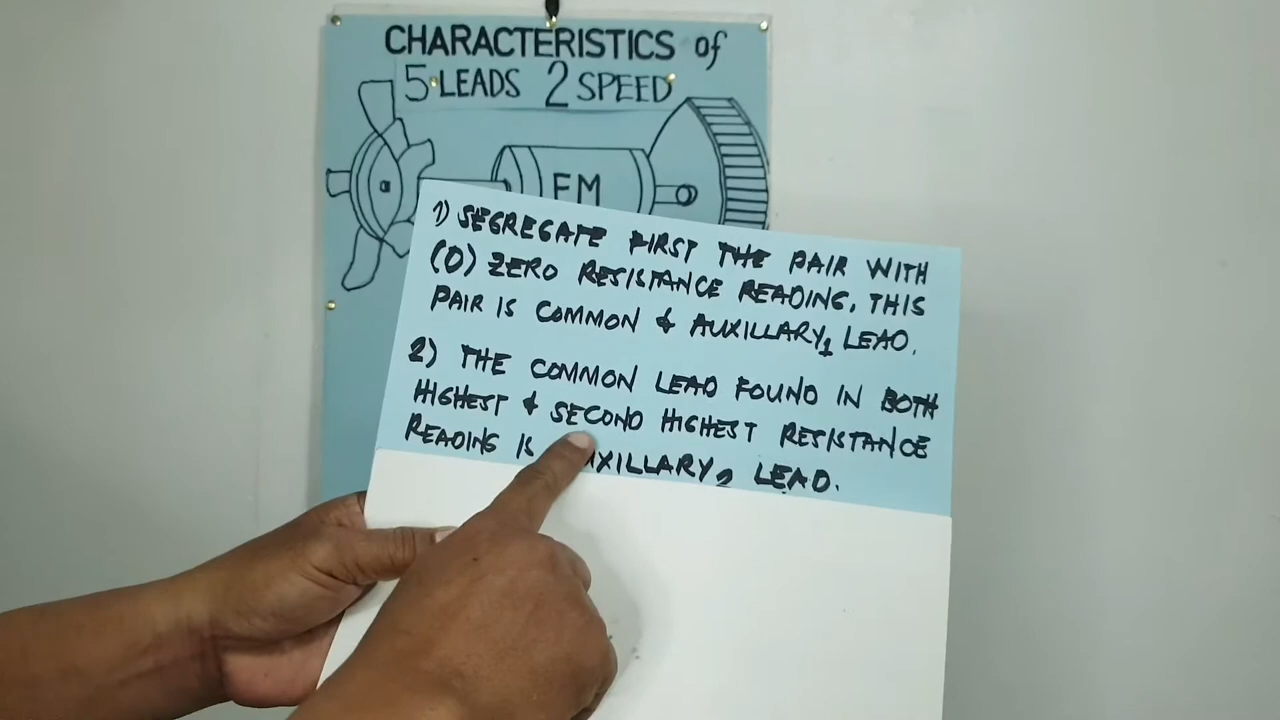 CHARACTERISTICS of
5 LEADS 2 SPEED
FM
1) SEGREGATE FIRST THE PAIR WITH
(0) ZERO RESISTANCE READING, THIS
PAIR IS COMMON & AUXILLARY, LEAD.
2) THE COMMON LEAD FOUND IN BOTH
HIGHEST & SECOND HIGHEST RESISTANCE
READING IS AUXILLARY2 LEAD.